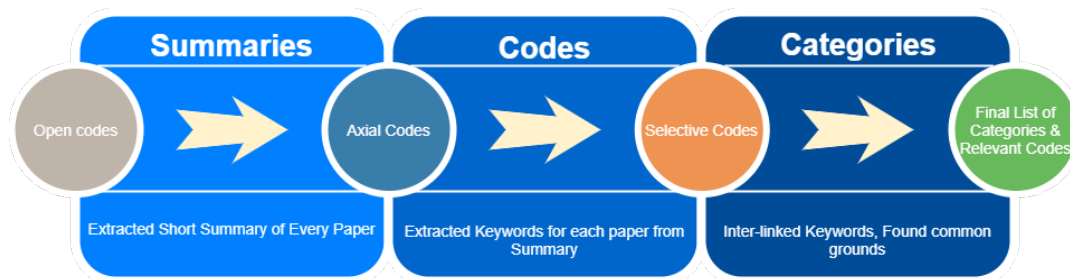 Summaries
Codes
Categories
Open codes
Axial Codes
Selective Codes
Final List of
Categories &
Relevant Codes
Extracted Short Summary of Every Paper
Extracted Keywords for each paper from
Summary
Inter-linked Keywords, Found common
grounds